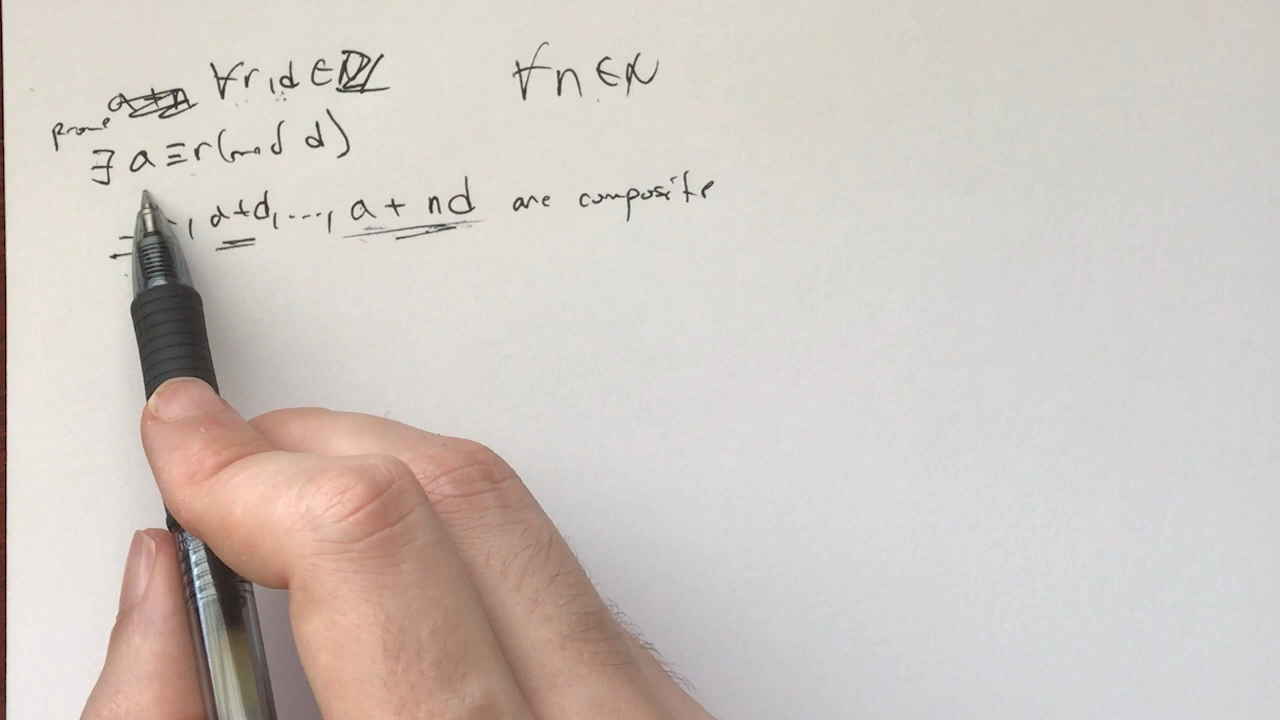 ∀r,d ∈ ∀n ∈ ℕ
prove
∃ a ≡ r (mod d)
, a+d, ..., a + nd are composite